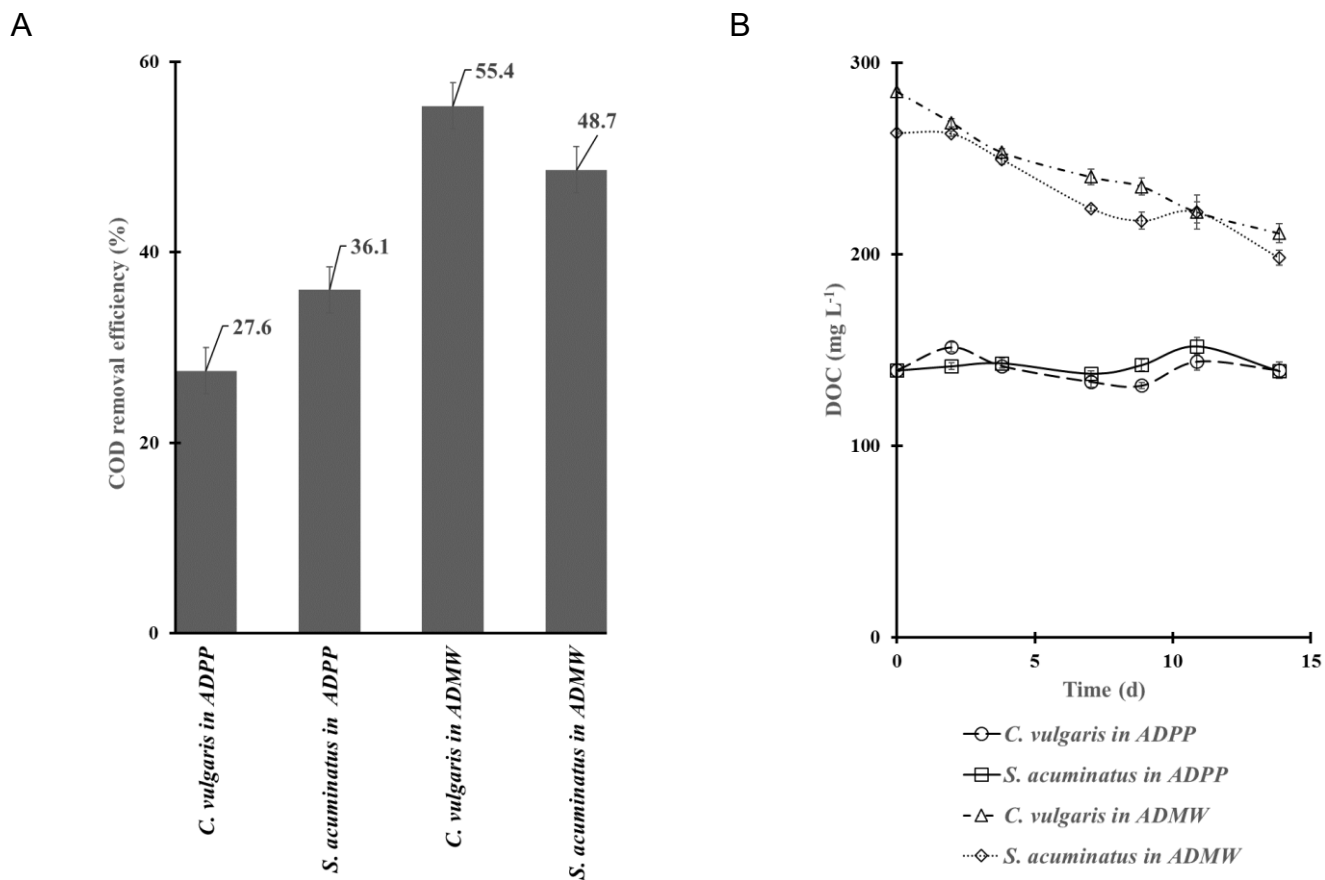 A
COD removal efficiency (%)
60
40
20
0
27.6
36.1
55.4
48.7
C. vulgaris in ADPP
S. acuminatus in ADPP
C. vulgaris in ADMW
S. acuminatus in ADMW
B
DOC (mg L⁻¹)
300
200
100
0
0 5 10 15
Time (d)
C. vulgaris in ADPP
S. acuminatus in ADPP
C. vulgaris in ADMW
S. acuminatus in ADMW